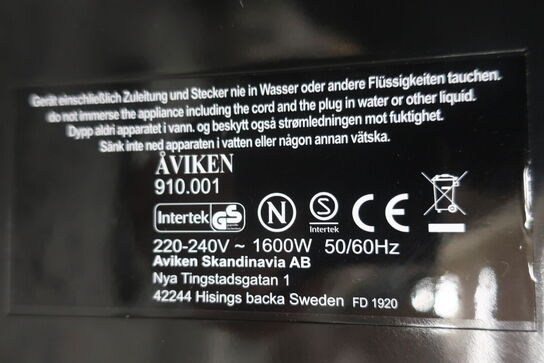 Gerät einschließlich Zuleitung und Stecker nie in Wasser oder andere Flüssigkeiten tauchen.
do not immerse the appliance including the cord and the plug in water or other liquid.
Dypp aldri apparatet i vann. og beskytt også strømledningen mot fuktighet.
Sänk inte ned apparaten i vatten eller någon annan vätska.
ÅVIKEN
910.001
Intertek GS N S Intertek CE
220-240V ~ 1600W 50/60Hz
Aviken Skandinavia AB
Nya Tingstadsgatan 1
42244 Hisings backa Sweden FD 1920